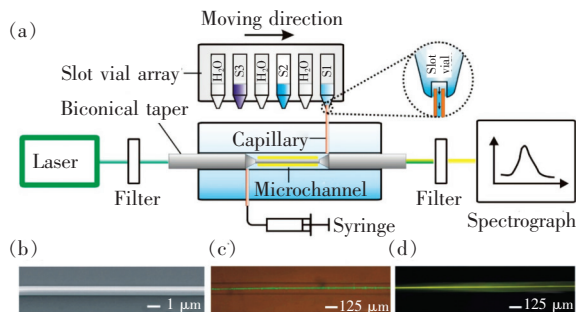 (a)
Moving direction
Slot vial array
H₂O
S3
H₂O
S2
H₂O
S1
Slot
vial
Biconical taper
Capillary
Laser
Filter
Microchannel
Filter
Syringe
Spectrograph
(b)
1 μm
(c)
125 μm
(d)
125 μm